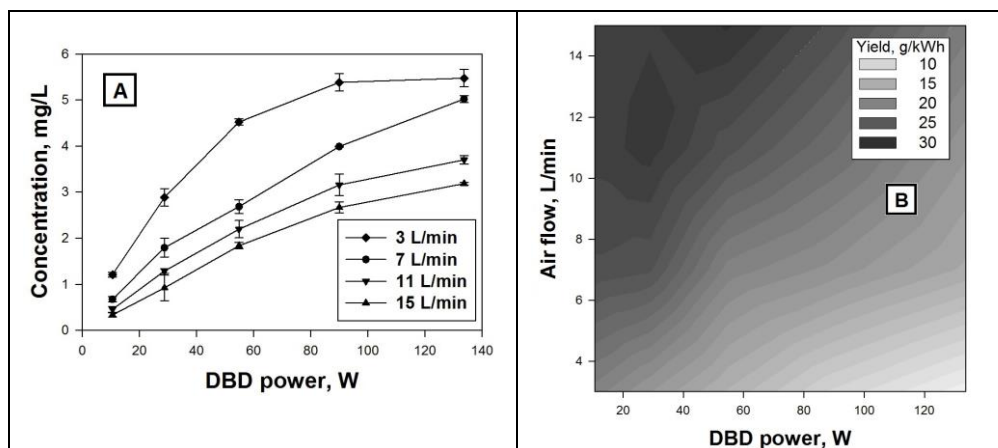 A
Concentration, mg/L
6
5
4
3
2
1
0
3 L/min
7 L/min
11 L/min
15 L/min
0 20 40 60 80 100 120 140
DBD power, W
Yield, g/kWh
10
15
20
25
30
B
Air flow, L/min
14
12
10
8
6
4
20 40 60 80 100 120
DBD power, W